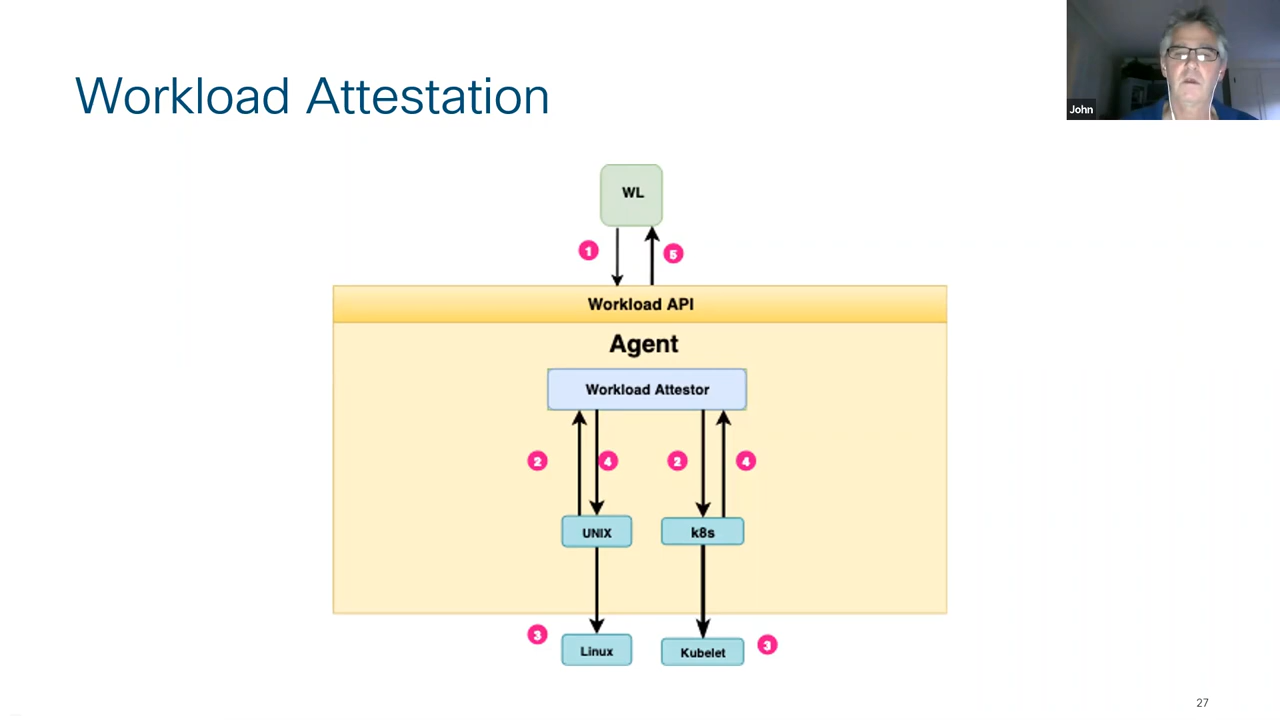 John
Workload Attestation
WL
1
5
Workload API
Agent
Workload Attestor
2
4
2
4
UNIX
k8s
3
Linux
Kubelet
3
27